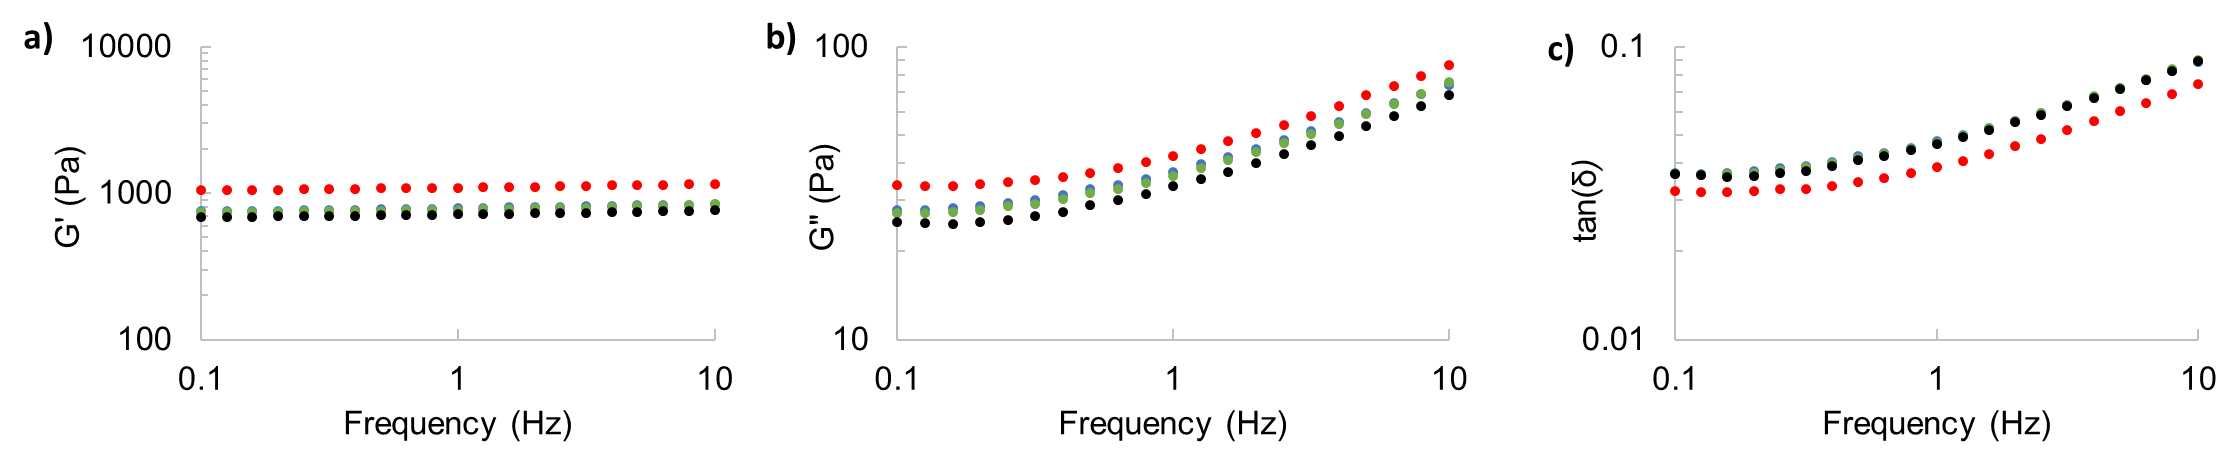 a)
10000
1000
100
G' (Pa)
0.1 1 10
Frequency (Hz)
b)
100
10
G" (Pa)
0.1 1 10
Frequency (Hz)
c)
0.1
0.01
tan(δ)
0.1 1 10
Frequency (Hz)